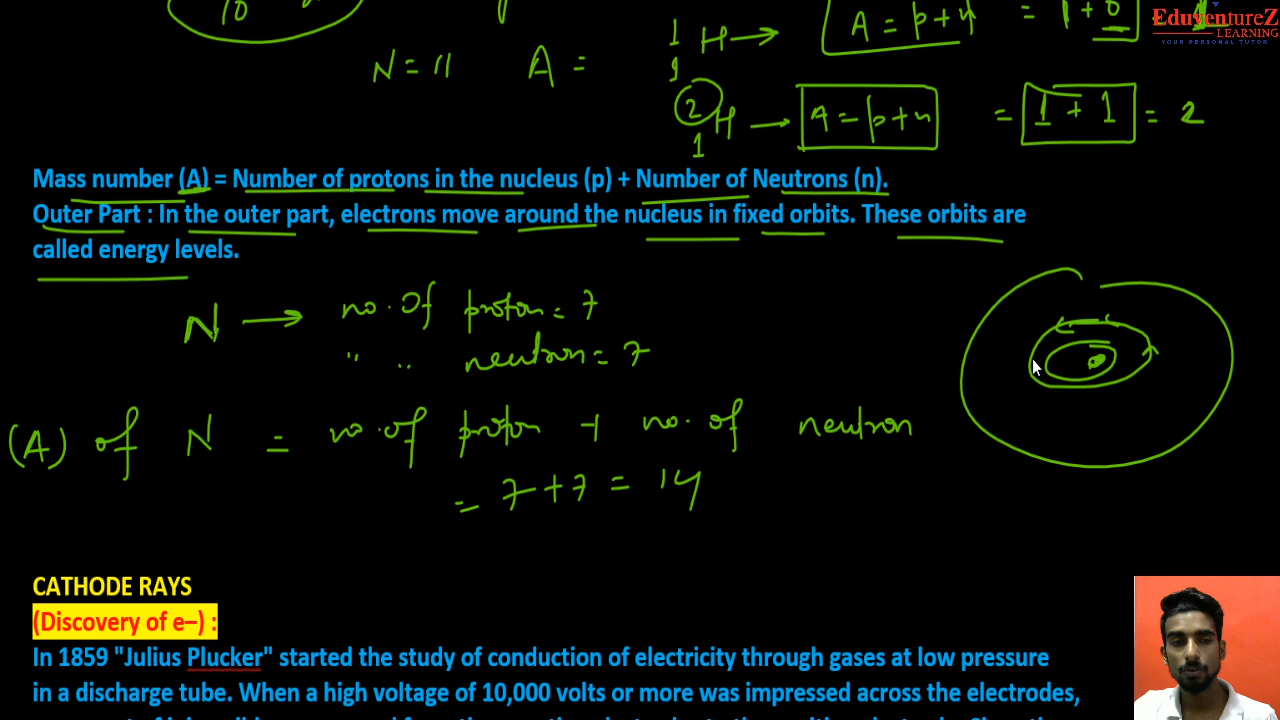 10
N = 11 A =
1 H → A = p + n = 1 + 0
EduventureZ
LEARNING
YOUR PERSONAL TUTOR
2 H → A = p + n = 1 + 1 = 2
1
Mass number (A) = Number of protons in the nucleus (p) + Number of Neutrons (n).
Outer Part : In the outer part, electrons move around the nucleus in fixed orbits. These orbits are
called energy levels.
N → no. Of proton = 7
" " neutron = 7
(A) of N = no. of proton + no. of neutron
= 7 + 7 = 14
CATHODE RAYS
(Discovery of e–) :
In 1859 "Julius Plucker" started the study of conduction of electricity through gases at low pressure
in a discharge tube. When a high voltage of 10,000 volts or more was impressed across the electrodes,